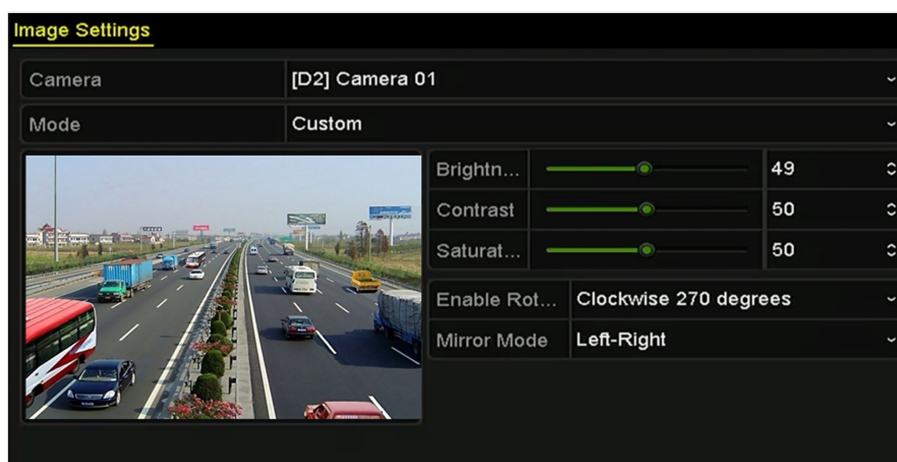 Image Settings
Camera [D2] Camera 01
Mode Custom
Brightn... 49
Contrast 50
Saturat... 50
Enable Rot... Clockwise 270 degrees
Mirror Mode Left-Right